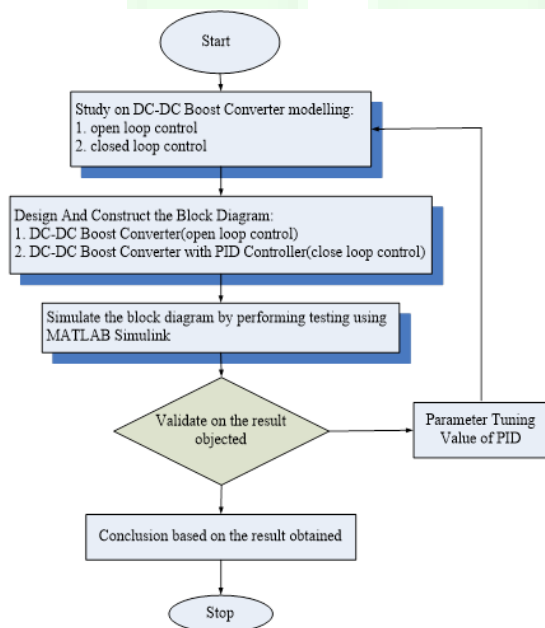 Start
Study on DC-DC Boost Converter modelling:
1. open loop control
2. closed loop control
Design And Construct the Block Diagram:
1. DC-DC Boost Converter(open loop control)
2. DC-DC Boost Converter with PID Controller(close loop control)
Simulate the block diagram by performing testing using
MATLAB Simulink
Validate on the result
objected
Parameter Tuning
Value of PID
Conclusion based on the result obtained
Stop